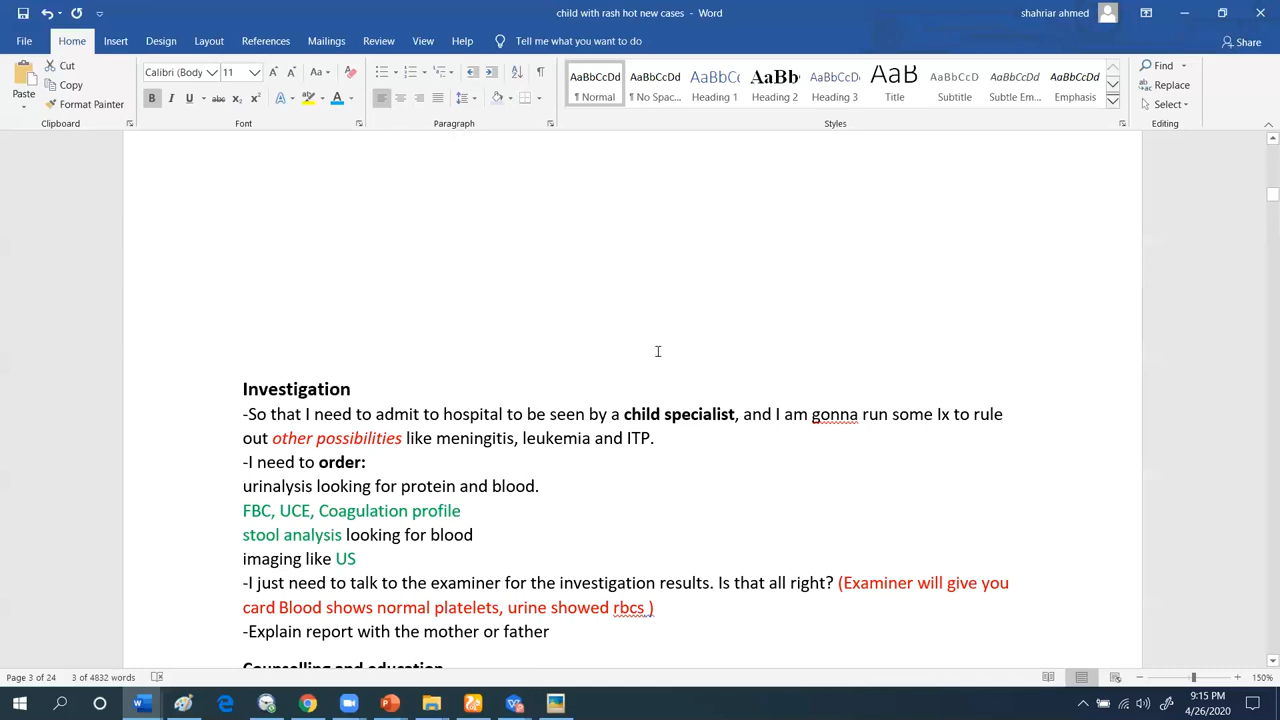 child with rash hot new cases - Word
shahriar ahmed
File Home Insert Design Layout References Mailings Review View Help Tell me what you want to do
Share
Paste
Cut
Copy
Format Painter
Clipboard
Calibri (Body 11
Font
Paragraph
AaBbCcDd
¶ Normal
AaBbCcDd
¶ No Spac...
AaBbC(
Heading 1
AaBb
Heading 2
AaBbCcD
Heading 3
AaB
Title
AaBbCcD
Subtitle
AaBbCcDd
Subtle Em...
AaBbCcDd
Emphasis
Styles
Find
Replace
Select
Editing
Investigation
-So that I need to admit to hospital to be seen by a child specialist, and I am gonna run some Ix to rule
out other possibilities like meningitis, leukemia and ITP.
-I need to order:
urinalysis looking for protein and blood.
FBC, UCE, Coagulation profile
stool analysis looking for blood
imaging like US
-I just need to talk to the examiner for the investigation results. Is that all right? (Examiner will give you
card Blood shows normal platelets, urine showed rbcs )
-Explain report with the mother or father
Counselling and education
Page 3 of 24 3 of 4832 words
150%
9:15 PM
4/26/2020